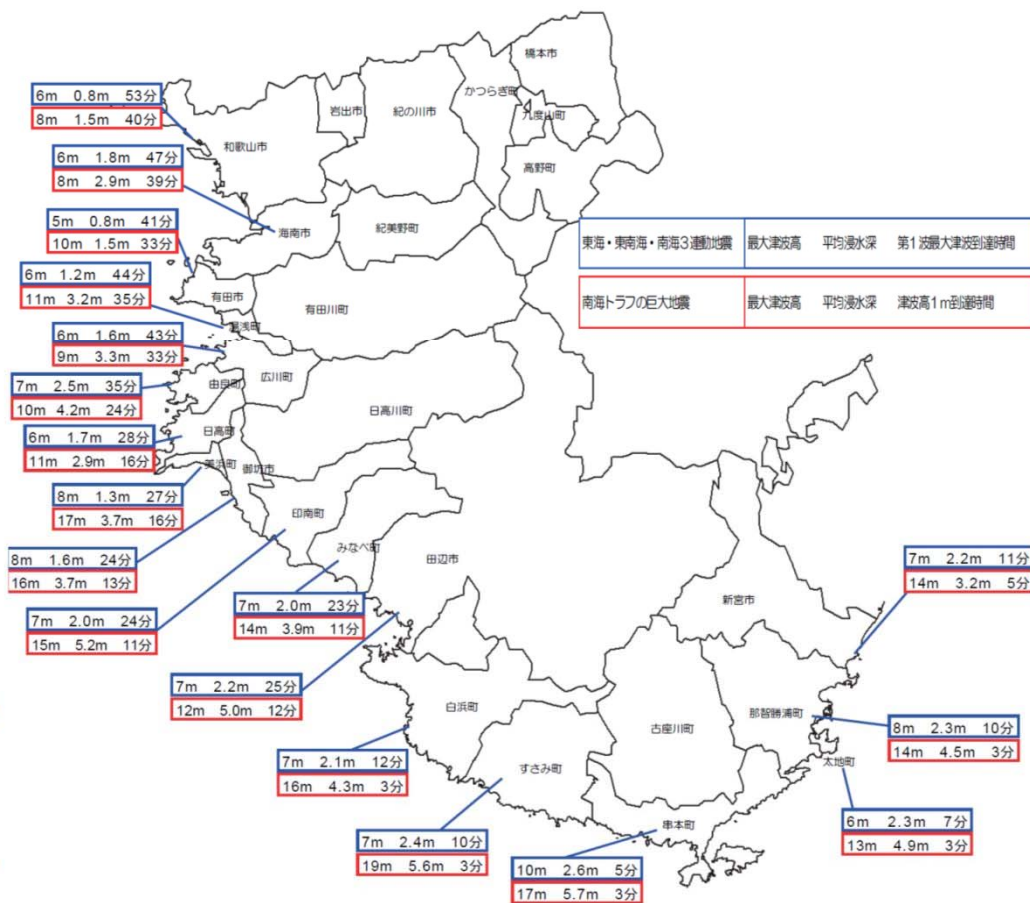 橋本市
かつらぎ町
岩出市
紀の川市
九度山町
6m 0.8m 53分
8m 1.5m 40分
和歌山市
高野町
6m 1.8m 47分
8m 2.9m 39分
海南市
紀美野町
5m 0.8m 41分
10m 1.5m 33分
東海・東南海・南海3連動地震 最大津波高 平均浸水深 第1波最大津波到達時間
南海トラフの巨大地震 最大津波高 平均浸水深 津波高1m到達時間
6m 1.2m 44分
11m 3.2m 35分
有田市
有田川町
湯浅町
6m 1.6m 43分
9m 3.3m 33分
広川町
由良町
7m 2.5m 35分
10m 4.2m 24分
日高川町
日高町
6m 1.7m 28分
11m 2.9m 16分
美浜町
御坊市
8m 1.3m 27分
17m 3.7m 16分
印南町
みなべ町
田辺市
8m 1.6m 24分
16m 3.7m 13分
7m 2.2m 11分
14m 3.2m 5分
新宮市
7m 2.0m 23分
14m 3.9m 11分
7m 2.0m 24分
15m 5.2m 11分
7m 2.2m 25分
12m 5.0m 12分
白浜町
古座川町
那智勝浦町
8m 2.3m 10分
14m 4.5m 3分
太地町
7m 2.1m 12分
16m 4.3m 3分
すさみ町
6m 2.3m 7分
13m 4.9m 3分
串本町
7m 2.4m 10分
19m 5.6m 3分
10m 2.6m 5分
17m 5.7m 3分